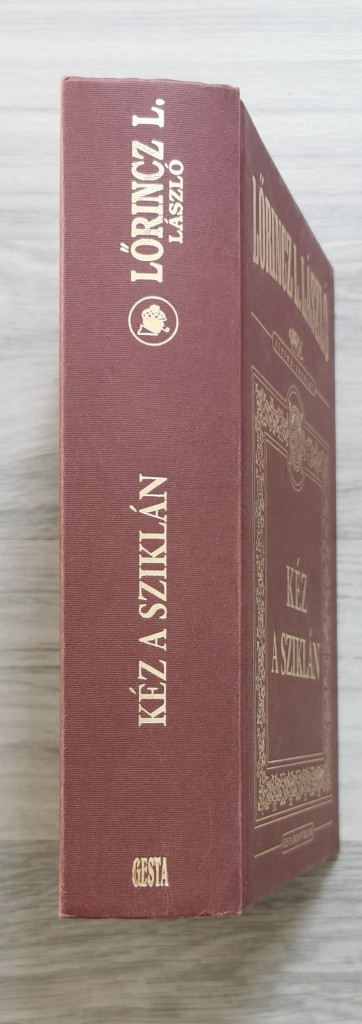 LŐRINCZ L.
LÁSZLÓ
KÉZ A SZIKLÁN
GESTA
LŐRINCZ L. LÁSZLÓ
KÉZ
A SZIKLÁN